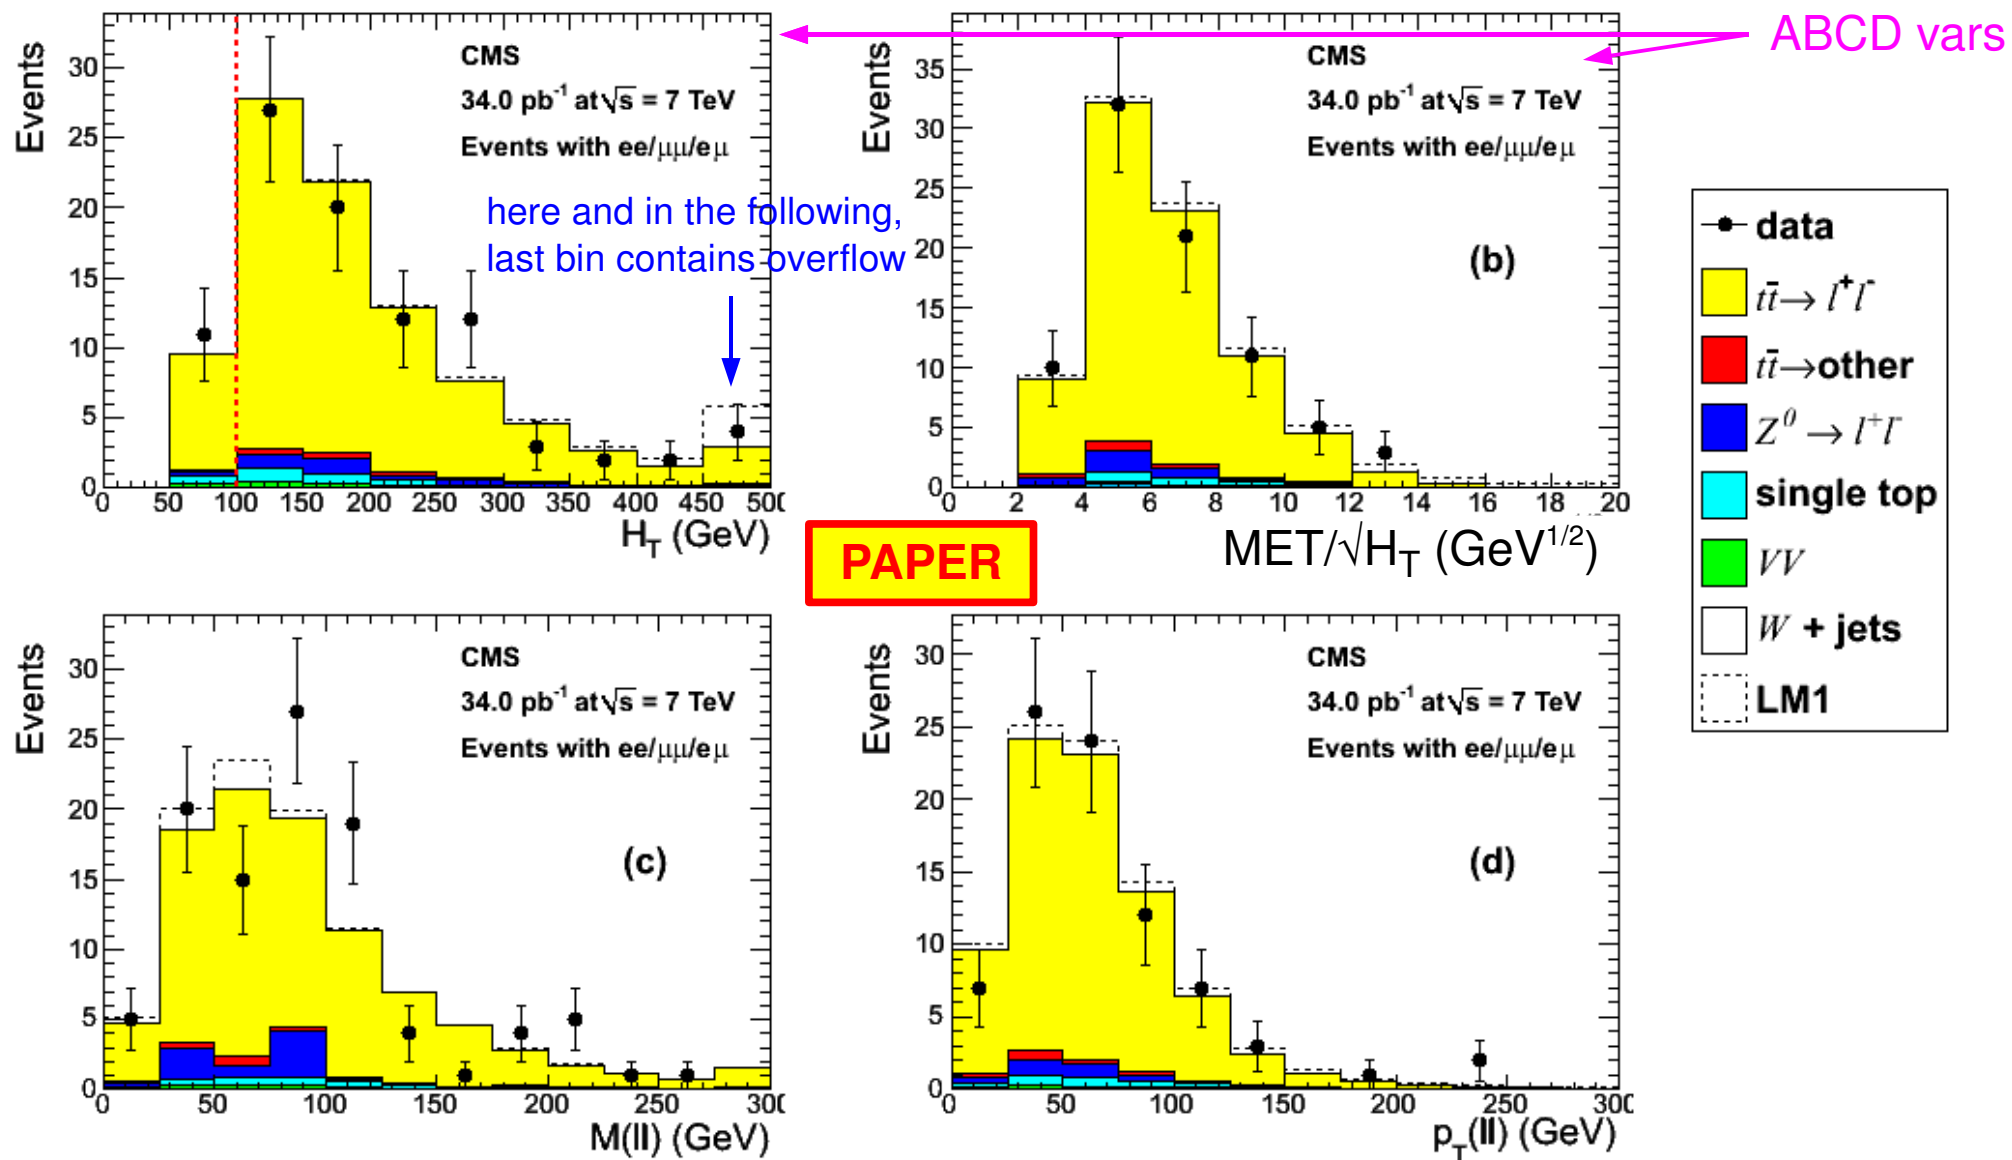 ABCD vars
Events
30
25
20
15
10
5
0
CMS
34.0 pb⁻¹ at √s = 7 TeV
Events with ee/μμ/eμ
here and in the following,
last bin contains overflow
0 50 100 150 200 250 300 350 400 450 500
H_T (GeV)
Events
35
30
25
20
15
10
5
0
CMS
34.0 pb⁻¹ at √s = 7 TeV
Events with ee/μμ/eμ
(b)
0 2 4 6 8 10 12 14 16 18 20
MET/√H_T (GeV^1/2)
data
tt̄→ l⁺l⁻
tt̄→other
Z⁰ → l⁺l⁻
single top
VV
W + jets
LM1
PAPER
Events
30
25
20
15
10
5
0
CMS
34.0 pb⁻¹ at √s = 7 TeV
Events with ee/μμ/eμ
(c)
0 50 100 150 200 250 300
M(ll) (GeV)
Events
30
25
20
15
10
5
0
CMS
34.0 pb⁻¹ at √s = 7 TeV
Events with ee/μμ/eμ
(d)
0 50 100 150 200 250 300
p_T(ll) (GeV)